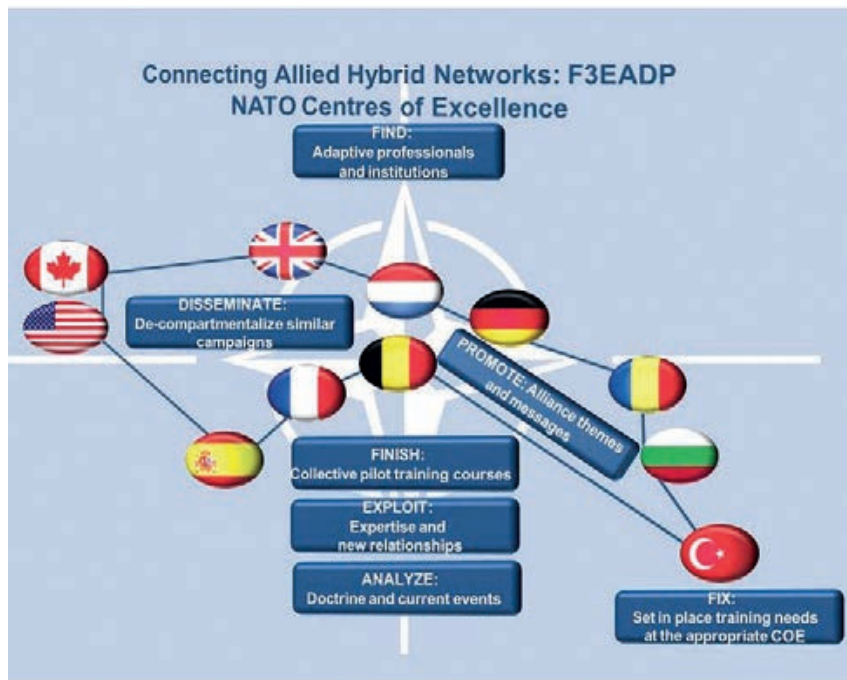 Connecting Allied Hybrid Networks: F3EADP
NATO Centres of Excellence
FIND:
Adaptive professionals
and institutions
DISSEMINATE:
De-compartmentalize similar
campaigns
PROMOTE: Alliance themes
and messages
FINISH:
Collective pilot training courses
EXPLOIT:
Expertise and
new relationships
ANALYZE:
Doctrine and current events
FIX:
Set in place training needs
at the appropriate COE